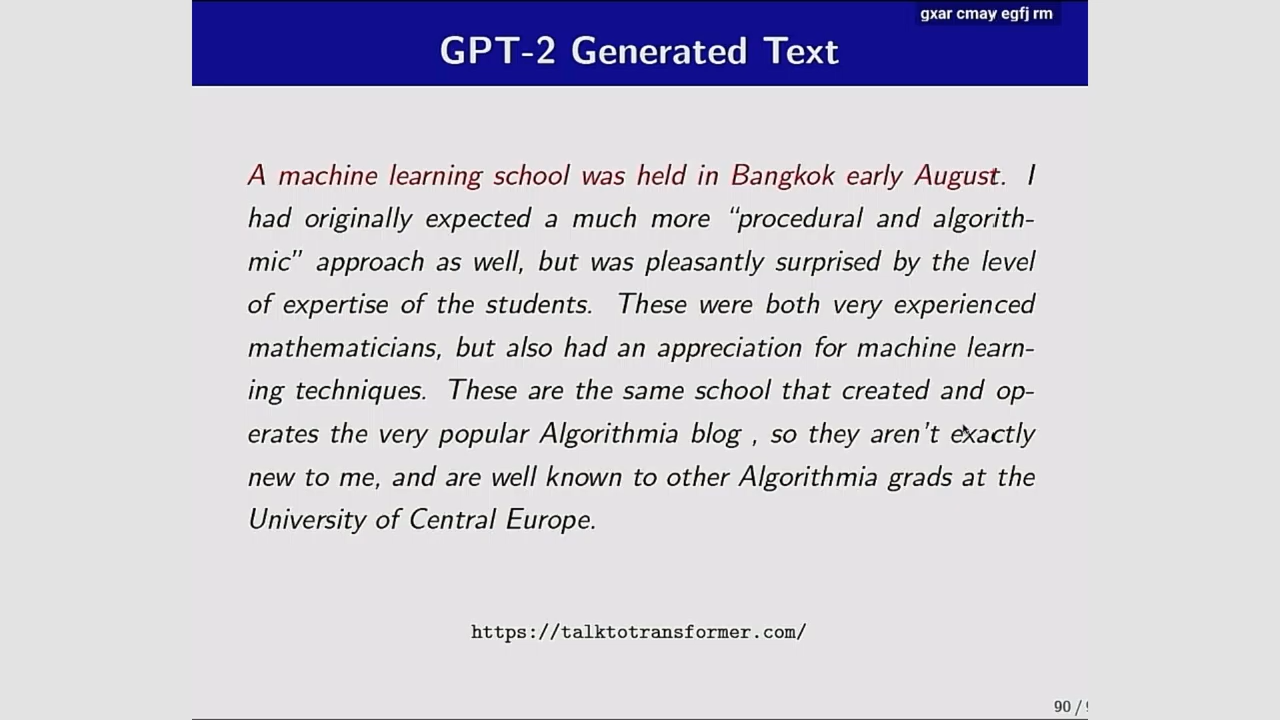 gxar cmay egfj rm
GPT-2 Generated Text
A machine learning school was held in Bangkok early August. I
had originally expected a much more “procedural and algorith-
mic” approach as well, but was pleasantly surprised by the level
of expertise of the students. These were both very experienced
mathematicians, but also had an appreciation for machine learn-
ing techniques. These are the same school that created and op-
erates the very popular Algorithmia blog , so they aren’t exactly
new to me, and are well known to other Algorithmia grads at the
University of Central Europe.
https://talktotransformer.com/
90 /